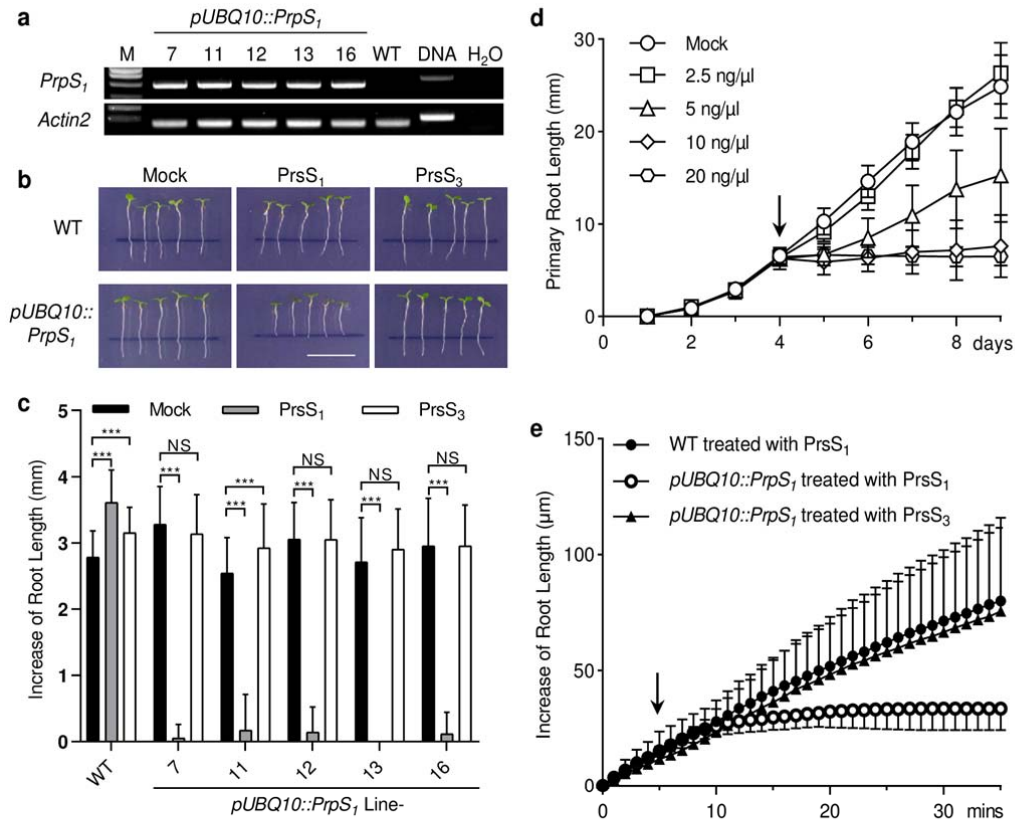 a
pUBQ10::PrpS₁
M 7 11 12 13 16 WT DNA H₂O
PrpS₁
Actin2
b
Mock PrsS₁ PrsS₃
WT
pUBQ10::
PrpS₁
c
Mock PrsS₁ PrsS₃
Increase of Root Length (mm)
5
4
3
2
1
0
*** *** NS *** *** *** NS *** NS *** NS ***
WT 7 11 12 13 16
pUBQ10::PrpS₁ Line-
d
Mock
2.5 ng/µl
5 ng/µl
10 ng/µl
20 ng/µl
Primary Root Length (mm)
30
20
10
0
0 2 4 6 8 days
e
WT treated with PrsS₁
pUBQ10::PrpS₁ treated with PrsS₁
pUBQ10::PrpS₁ treated with PrsS₃
Increase of Root Length (µm)
150
100
50
0
0 10 20 30 mins